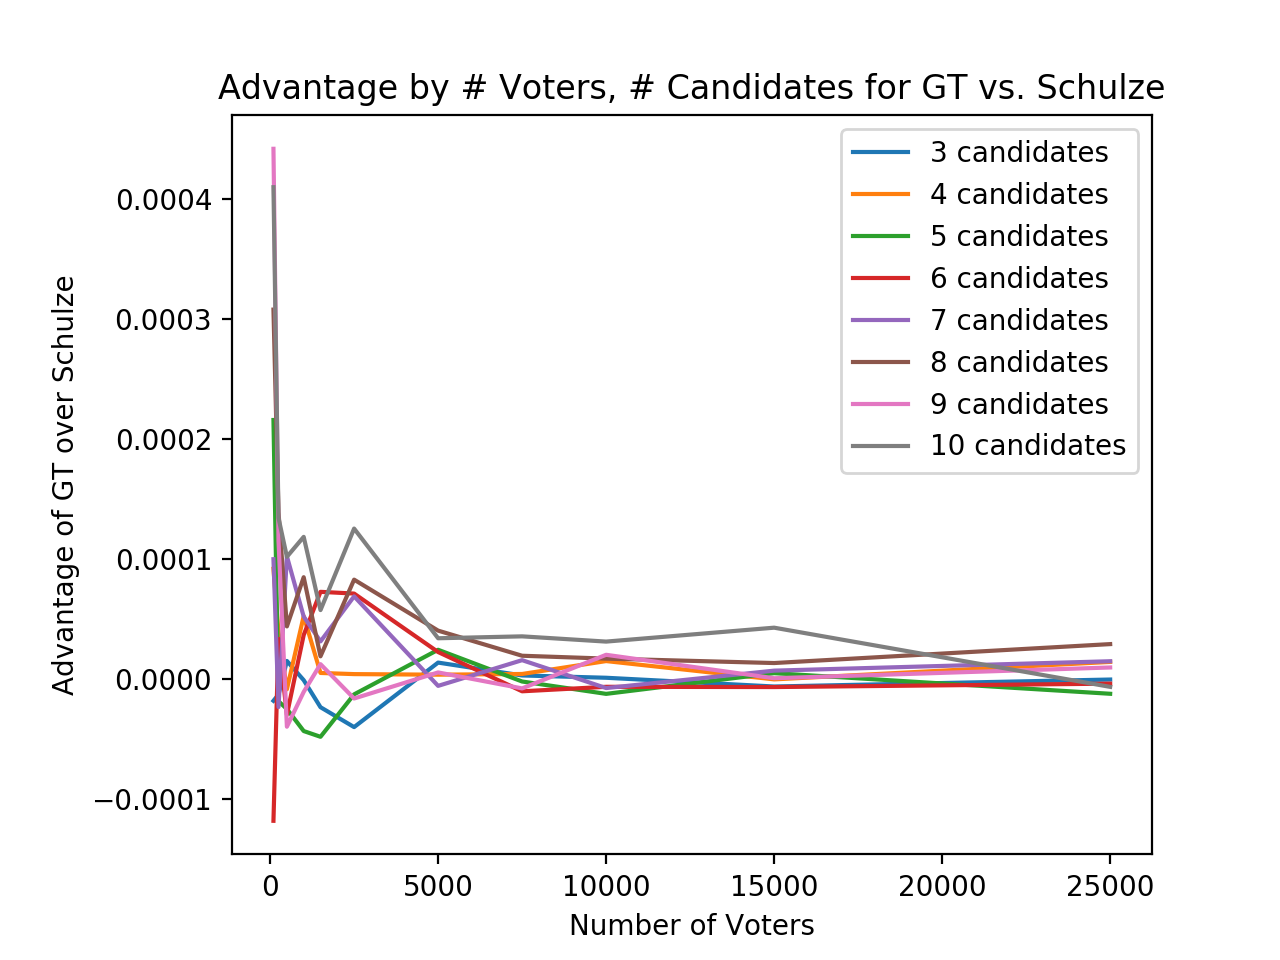 Advantage by # Voters, # Candidates for GT vs. Schulze
3 candidates
4 candidates
5 candidates
6 candidates
7 candidates
8 candidates
9 candidates
10 candidates
Advantage of GT over Schulze
0.0004
0.0003
0.0002
0.0001
0.0000
−0.0001
0
5000
10000
15000
20000
25000
Number of Voters